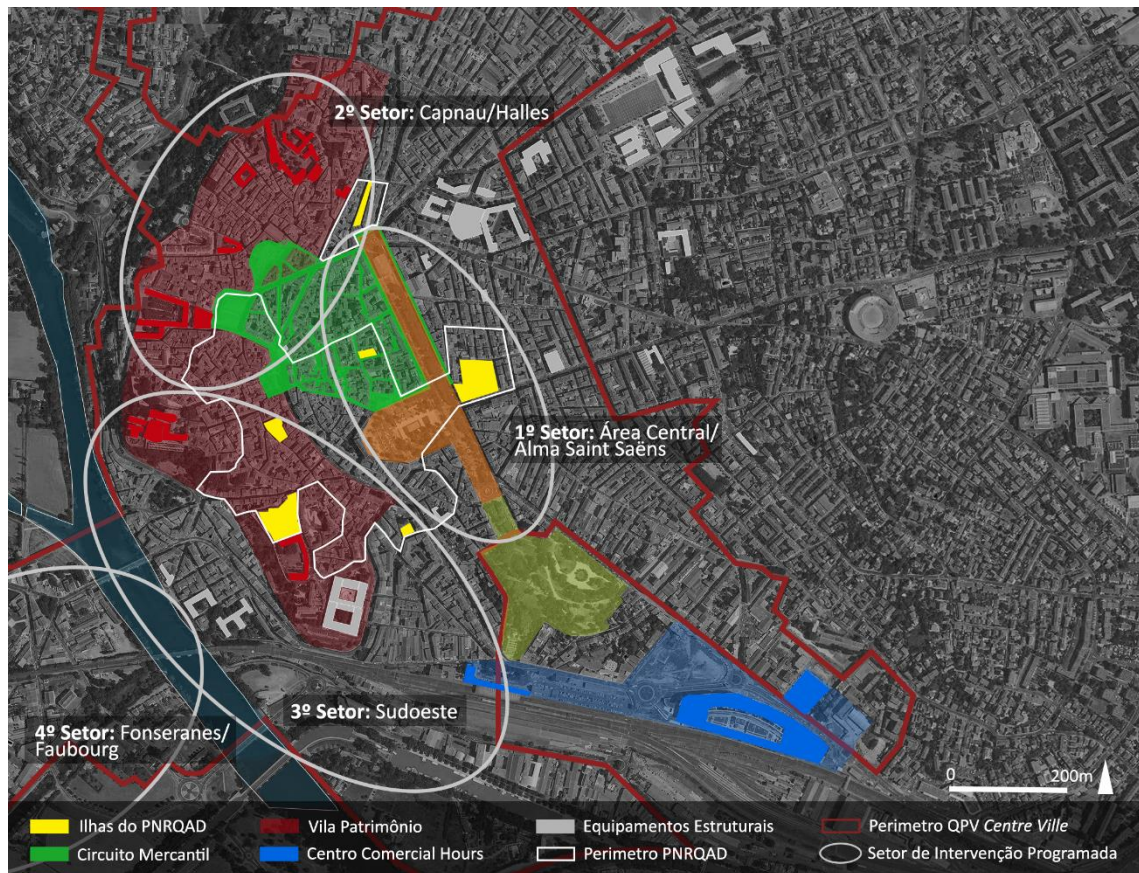 2º Setor: Capnau/Halles
1º Setor: Área Central/
Alma Saint Saëns
3º Setor: Sudoeste
4º Setor: Fonseranes/
Faubourg
0 200m
Ilhas do PNRQAD
Vila Patrimônio
Equipamentos Estruturais
Perimetro QPV Centre Ville
Circuito Mercantil
Centro Comercial Hours
Perimetro PNRQAD
Setor de Intervenção Programada